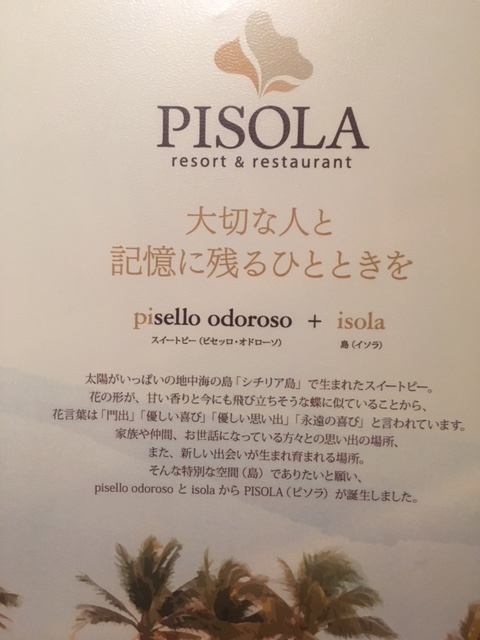 PISOLA
resort & restaurant
大切な人と
記憶に残るひとときを
pisello odoroso + isola
スイートピー（ピセッロ・オドローソ） 島（イソラ）
太陽がいっぱいの地中海の島「シチリア島」で生まれたスイートピー。
花の形が、甘い香りと今にも飛び立ちそうな蝶に似ていることから、
花言葉は「門出」「優しい喜び」「優しい思い出」「永遠の喜び」と言われています。
家族や仲間、お世話になっている方々との思い出の場所、
また、新しい出会いが生まれ育まれる場所。
そんな特別な空間（島）でありたいと願い、
pisello odoroso と isola から PISOLA（ピソラ）が誕生しました。